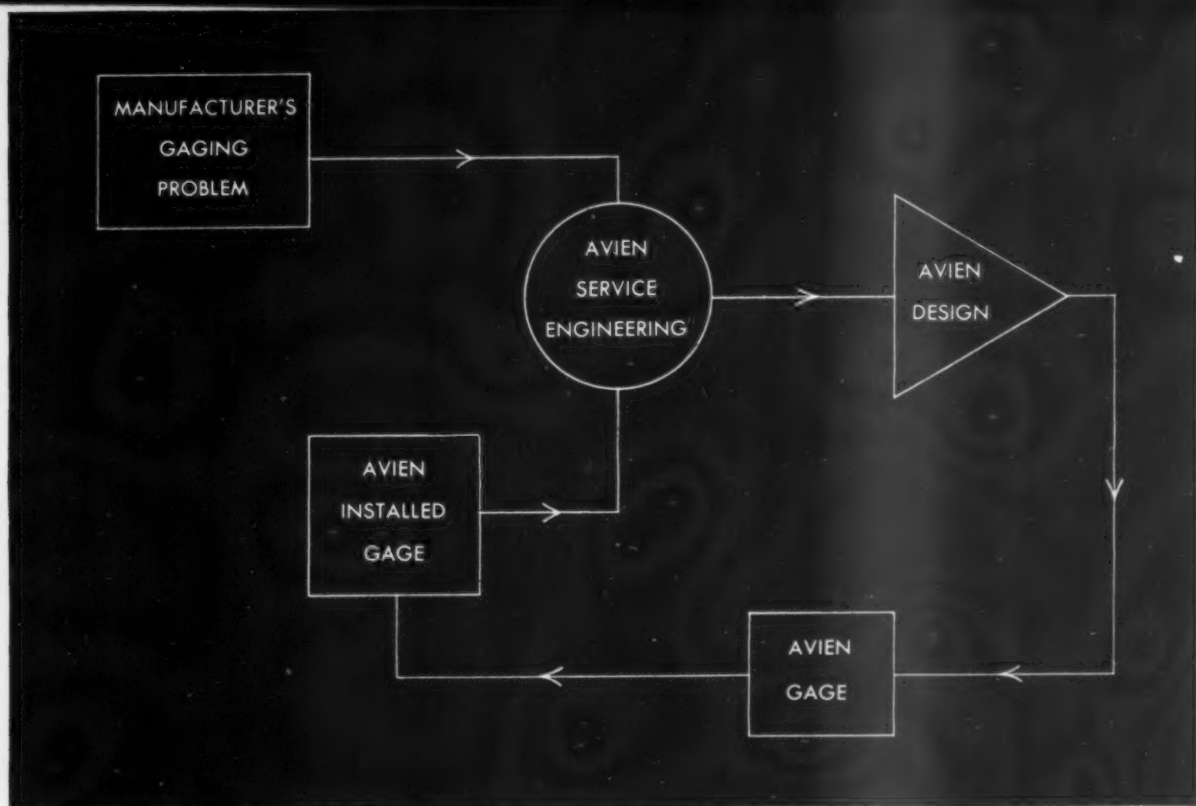 MANUFACTURER'S
GAGING
PROBLEM
AVIEN
SERVICE
ENGINEERING
AVIEN
DESIGN
AVIEN
INSTALLED
GAGE
AVIEN
GAGE